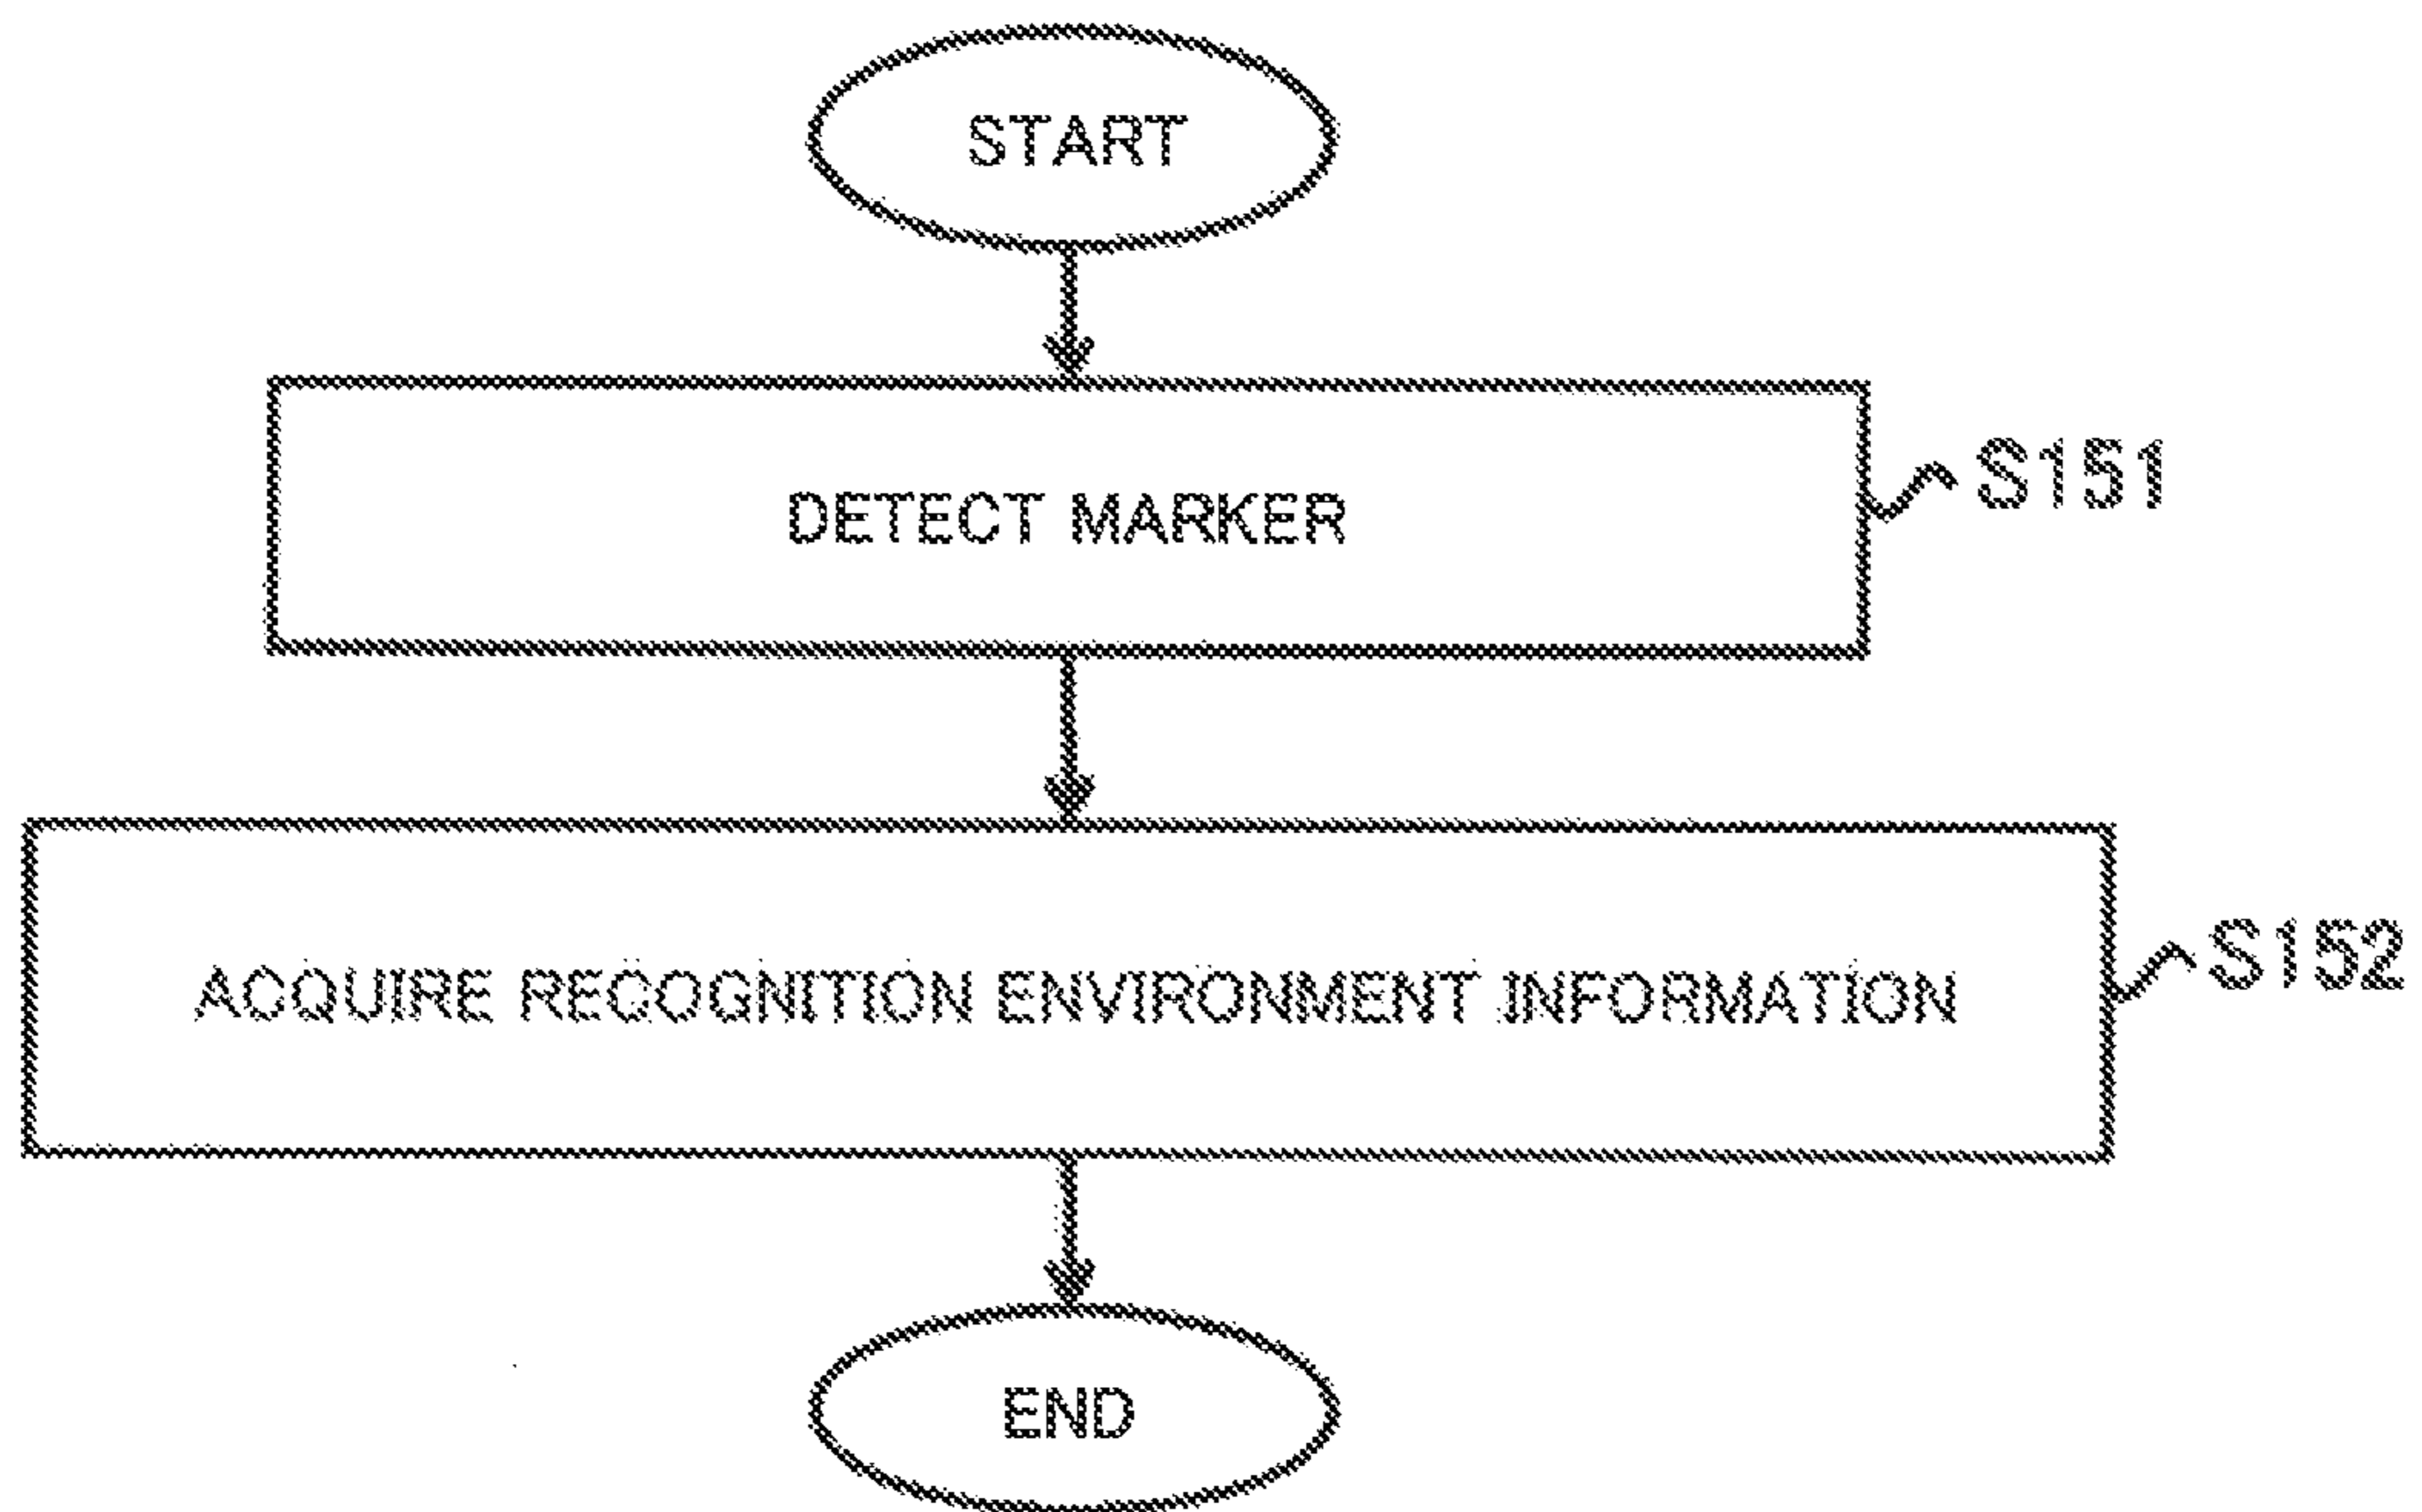 START
DETECT MARKER
S151
ACQUIRE RECOGNITION ENVIRONMENT INFORMATION
S152
END